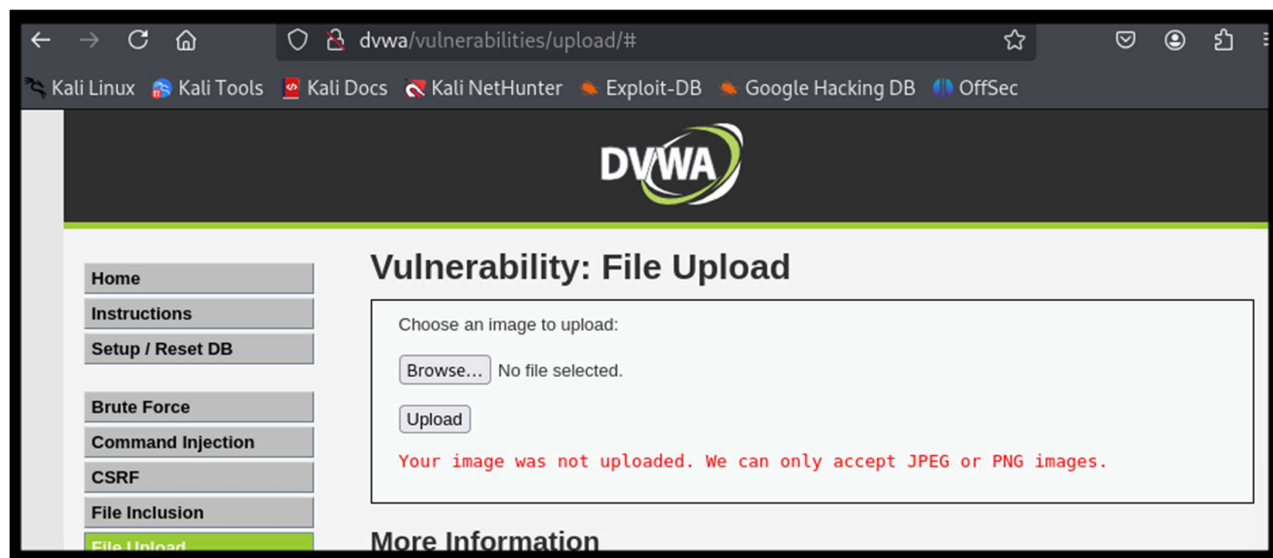 dvwa/vulnerabilities/upload/#
Kali Linux Kali Tools Kali Docs Kali NetHunter Exploit-DB Google Hacking DB OffSec
DVWA
Home
Instructions
Setup / Reset DB
Brute Force
Command Injection
CSRF
File Inclusion
File Upload
Vulnerability: File Upload
Choose an image to upload:
Browse... No file selected.
Upload
Your image was not uploaded. We can only accept JPEG or PNG images.
More Information